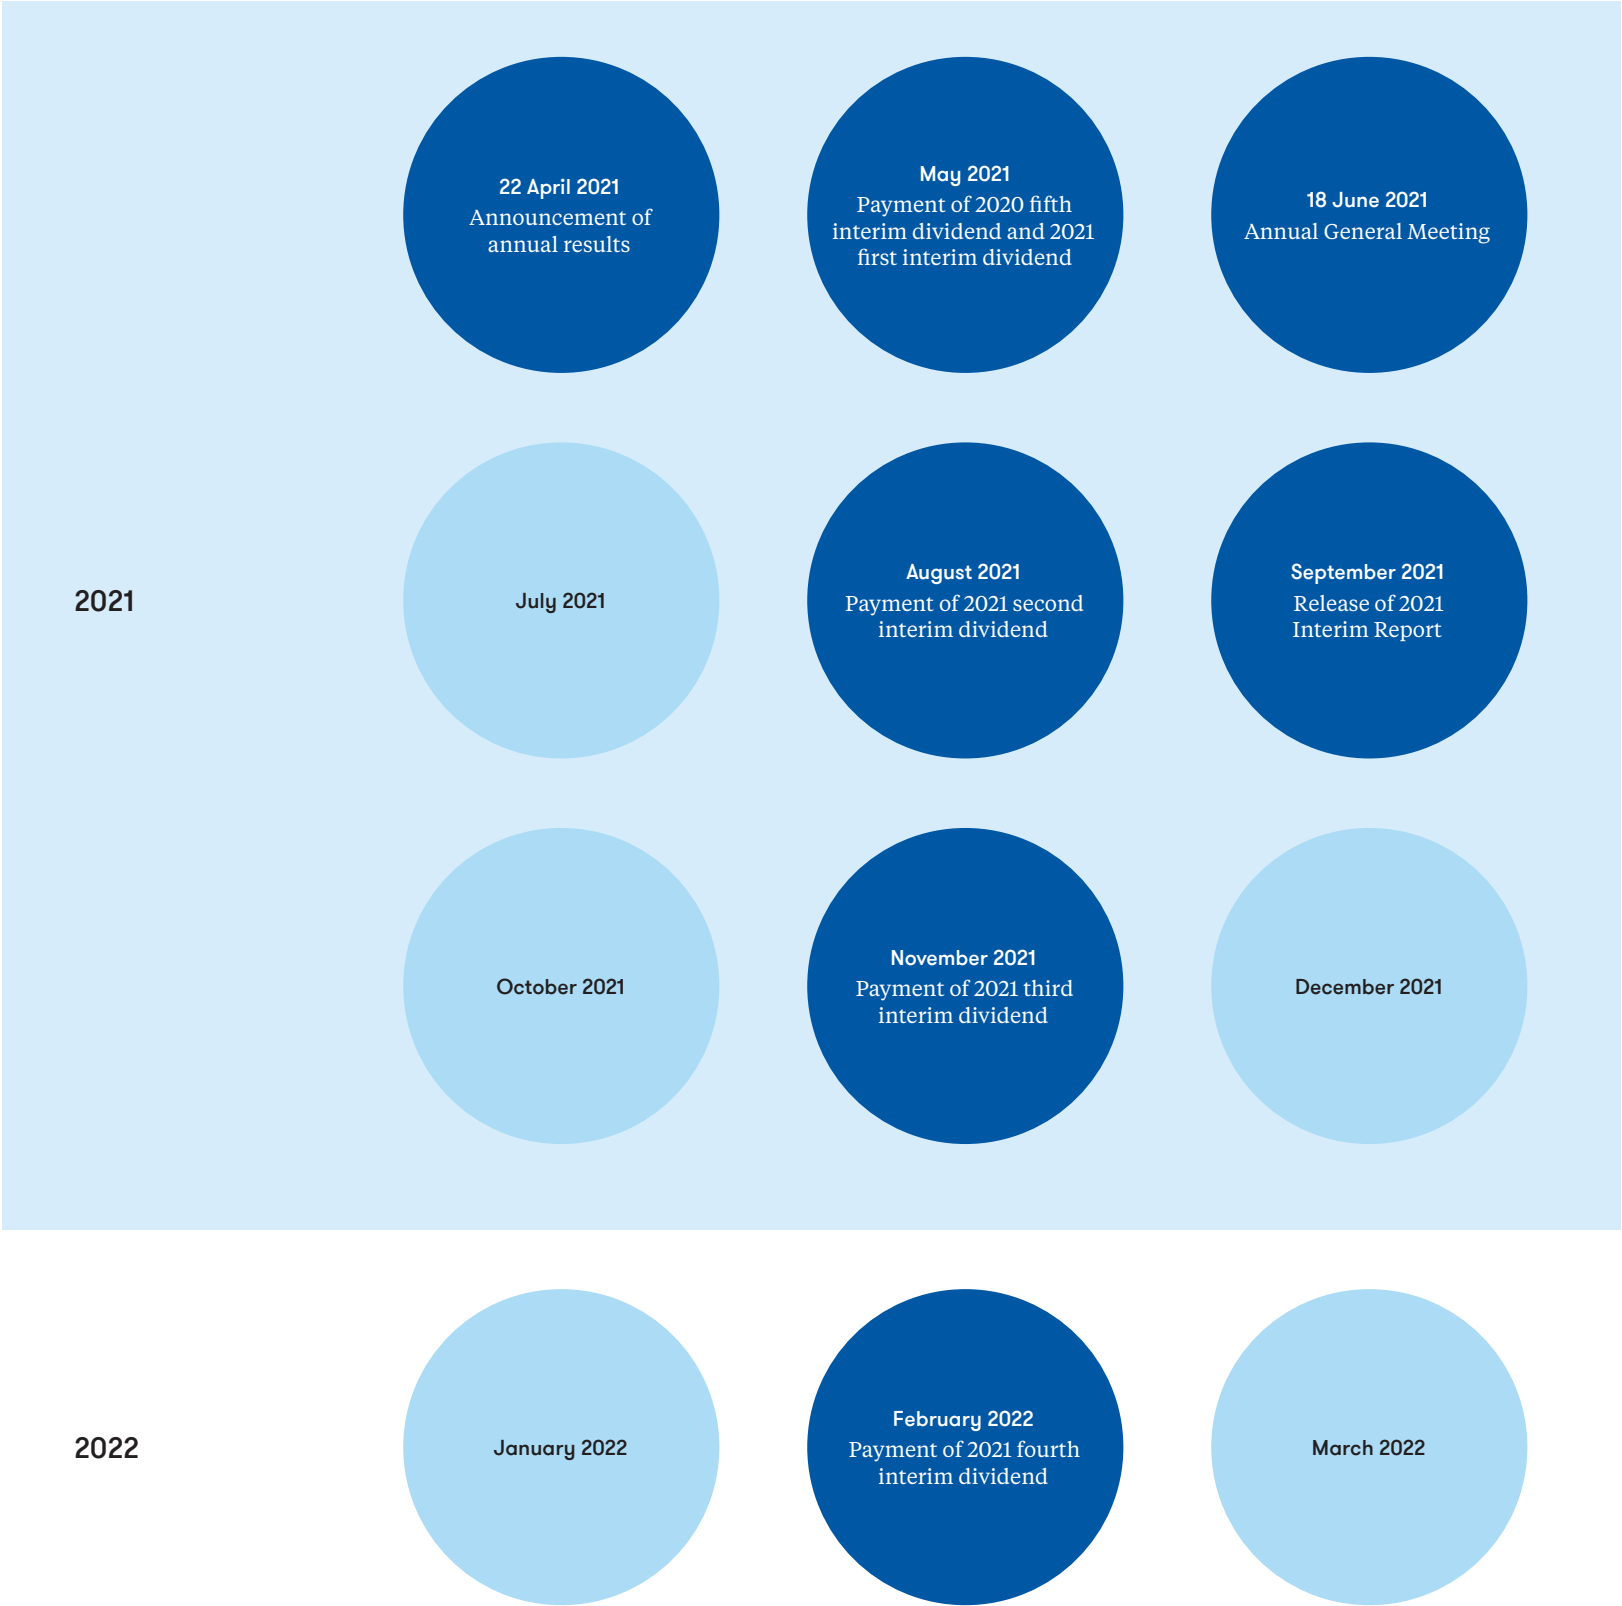 22 April 2021
Announcement of
annual results
May 2021
Payment of 2020 fifth
interim dividend and 2021
first interim dividend
18 June 2021
Annual General Meeting
2021
July 2021
August 2021
Payment of 2021 second
interim dividend
September 2021
Release of 2021
Interim Report
October 2021
November 2021
Payment of 2021 third
interim dividend
December 2021
2022
January 2022
February 2022
Payment of 2021 fourth
interim dividend
March 2022